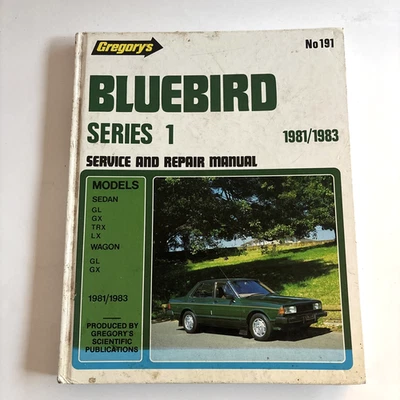 Gregory's
No 191
BLUEBIRD
SERIES 1
1981/1983
SERVICE AND REPAIR MANUAL
MODELS
SEDAN
GL
GX
TRX
LX
WAGON
GL
GX
1981/1983
PRODUCED BY
GREGORY'S
SCIENTIFIC
PUBLICATIONS